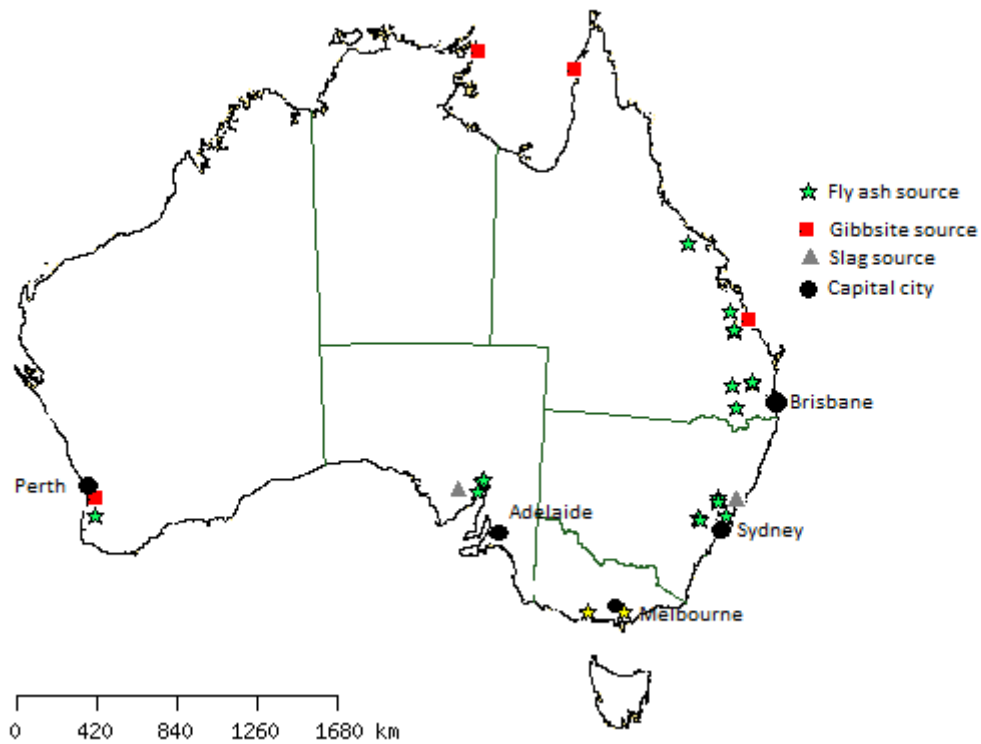 Fly ash source
Gibbsite source
Slag source
Capital city
Brisbane
Perth
Adelaide
Sydney
Melbourne
0 420 840 1260 1680 km